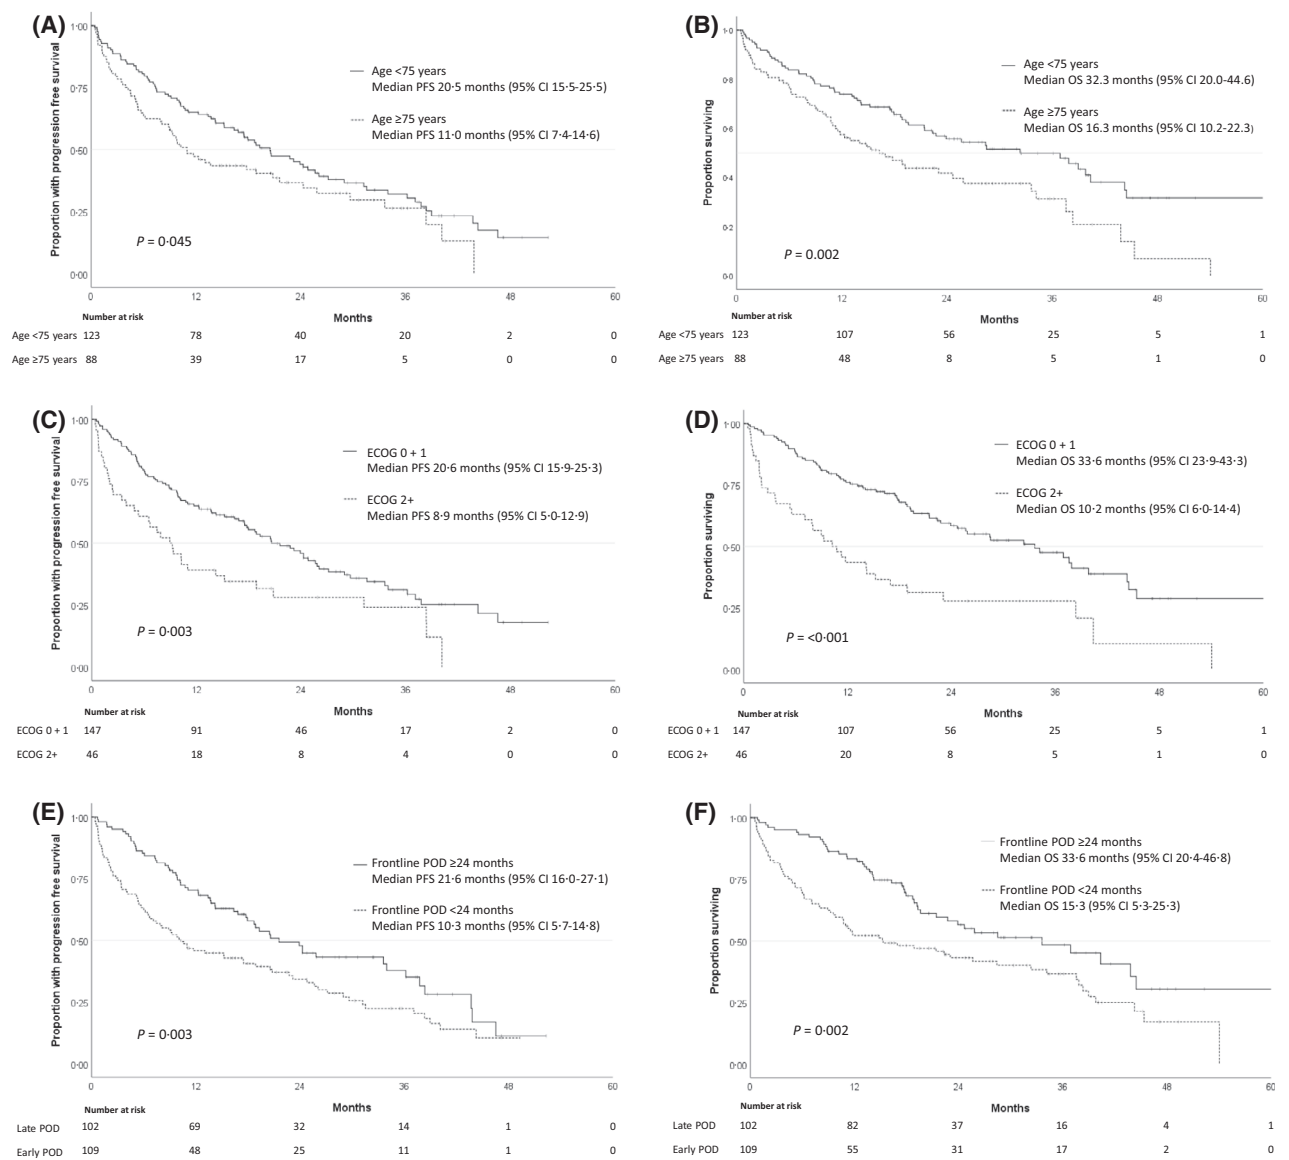 (A)
Proportion with progression free survival
1·00
0·75
0·50
0·25
0·00
Age <75 years
Median PFS 20·5 months (95% CI 15·5-25·5)
Age ≥75 years
Median PFS 11·0 months (95% CI 7·4-14·6)
P = 0·045
0 12 24 36 48 60
Number at risk
Months
Age <75 years 123 78 40 20 2 0
Age ≥75 years 88 39 17 5 0 0
(B)
Proportion surviving
1·0
0·8
0·6
0·4
0·2
0·0
Age <75 years
Median OS 32.3 months (95% CI 20.0-44.6)
Age ≥75 years
Median OS 16.3 months (95% CI 10.2-22.3)
P = 0.002
0 12 24 36 48 60
Number at risk
Months
Age <75 years 123 107 56 25 5 1
Age ≥75 years 88 48 8 5 1 0
(C)
Proportion with progression free survival
1·00
0·75
0·50
0·25
0·00
ECOG 0 + 1
Median PFS 20·6 months (95% CI 15·9-25·3)
ECOG 2+
Median PFS 8·9 months (95% CI 5·0-12·9)
P = 0·003
0 12 24 36 48 60
Number at risk
Months
ECOG 0 + 1 147 91 46 17 2 0
ECOG 2+ 46 18 8 4 0 0
(D)
Proportion surviving
1·00
0·75
0·50
0·25
0·00
ECOG 0 + 1
Median OS 33·6 months (95% CI 23·9-43·3)
ECOG 2+
Median OS 10·2 months (95% CI 6·0-14·4)
P = <0·001
0 12 24 36 48 60
Number at risk
Months
ECOG 0 + 1 147 107 56 25 5 1
ECOG 2+ 46 20 8 5 1 0
(E)
Proportion with progression free survival
1·00
0·75
0·50
0·25
0·00
Frontline POD ≥24 months
Median PFS 21·6 months (95% CI 16·0-27·1)
Frontline POD <24 months
Median PFS 10·3 months (95% CI 5·7-14·8)
P = 0·003
0 12 24 36 48 60
Number at risk
Months
Late POD 102 69 32 14 1 0
Early POD 109 48 25 11 1 0
(F)
Proportion surviving
1·00
0·75
0·50
0·25
0·00
Frontline POD ≥24 months
Median OS 33·6 months (95% CI 20·4-46·8)
Frontline POD <24 months
Median OS 15·3 (95% CI 5·3-25·3)
P = 0·002
0 12 24 36 48 60
Number at risk
Months
Late POD 102 82 37 16 4 1
Early POD 109 55 31 17 2 0